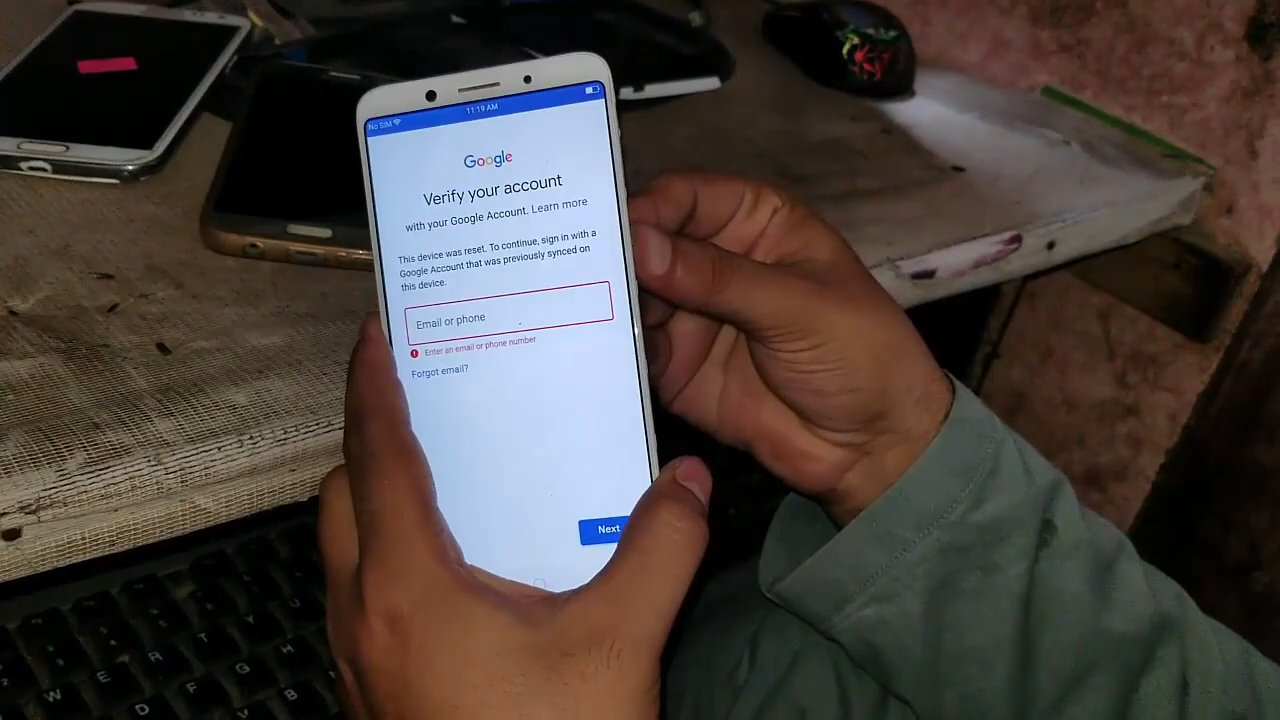 No SIM
11:19 AM
Google
Verify your account
with your Google Account. Learn more
This device was reset. To continue, sign in with a
Google Account that was previously synced on
this device.
Email or phone
Enter an email or phone number
Forgot email?
Next
T Y U
R G H
W E F B
D